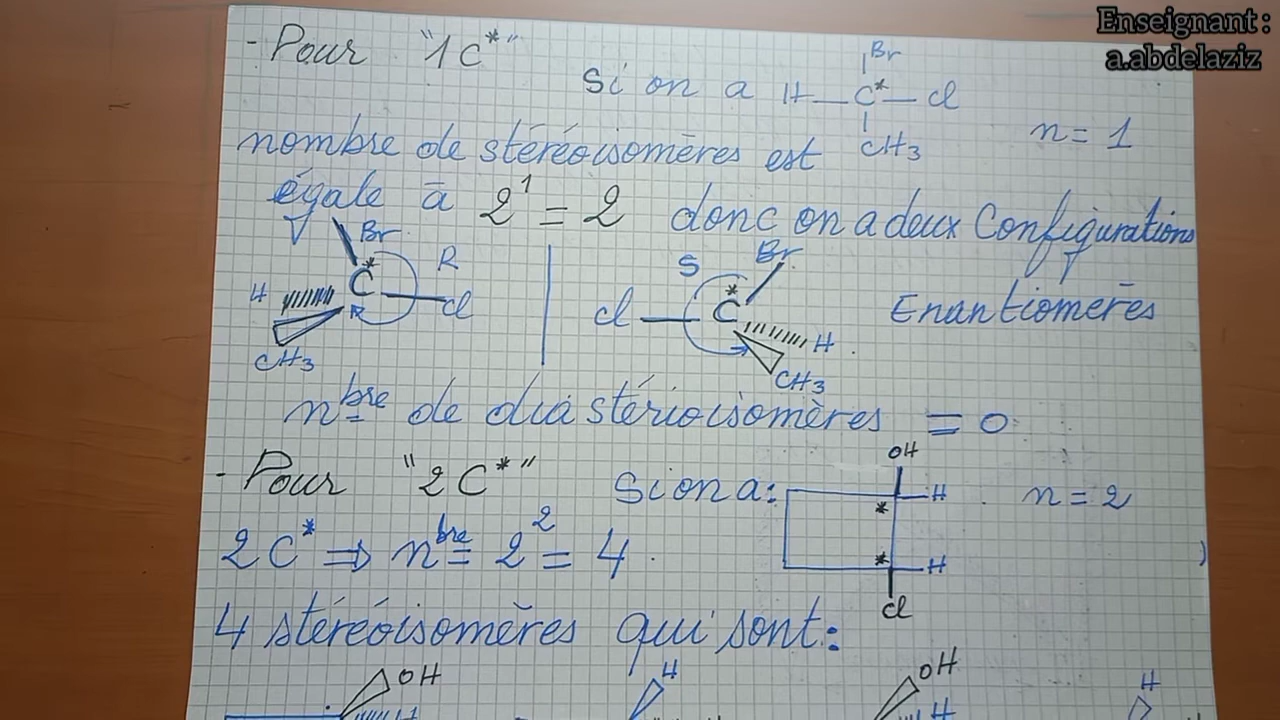 Enseignant :
a.abdelaziz
- Pour "1C*"
Br
Si on a H — C* — Cl
CH3
n = 1
nombre de stéréoisomères est
égale à 2^1 = 2 donc on a deux Configurations
Br
R
H
C*
Cl
CH3
Br
S
Cl
C*
H
CH3
Enantiomères
n bre de diastérioisomères = 0
- Pour "2C*" Si on a :
OH
H
*
n = 2
*
H
Cl
2C* ⇒ n bre = 2^2 = 4
4 stéréoisomères qui sont :
OH
H
OH
H
H